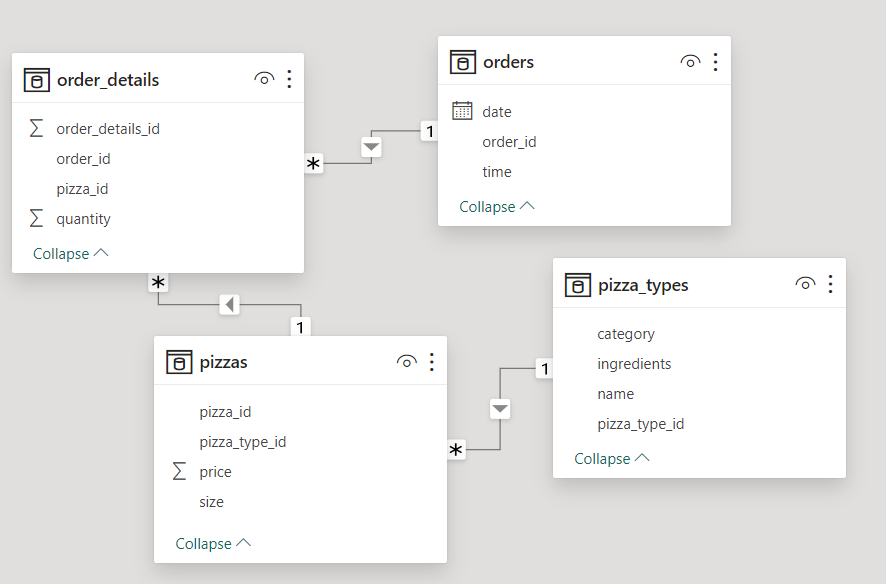 order_details
order_details_id
order_id
pizza_id
quantity
Collapse
orders
date
order_id
time
Collapse
*
1
*
1
pizzas
pizza_id
pizza_type_id
price
size
Collapse
pizza_types
category
ingredients
name
pizza_type_id
Collapse
1
*